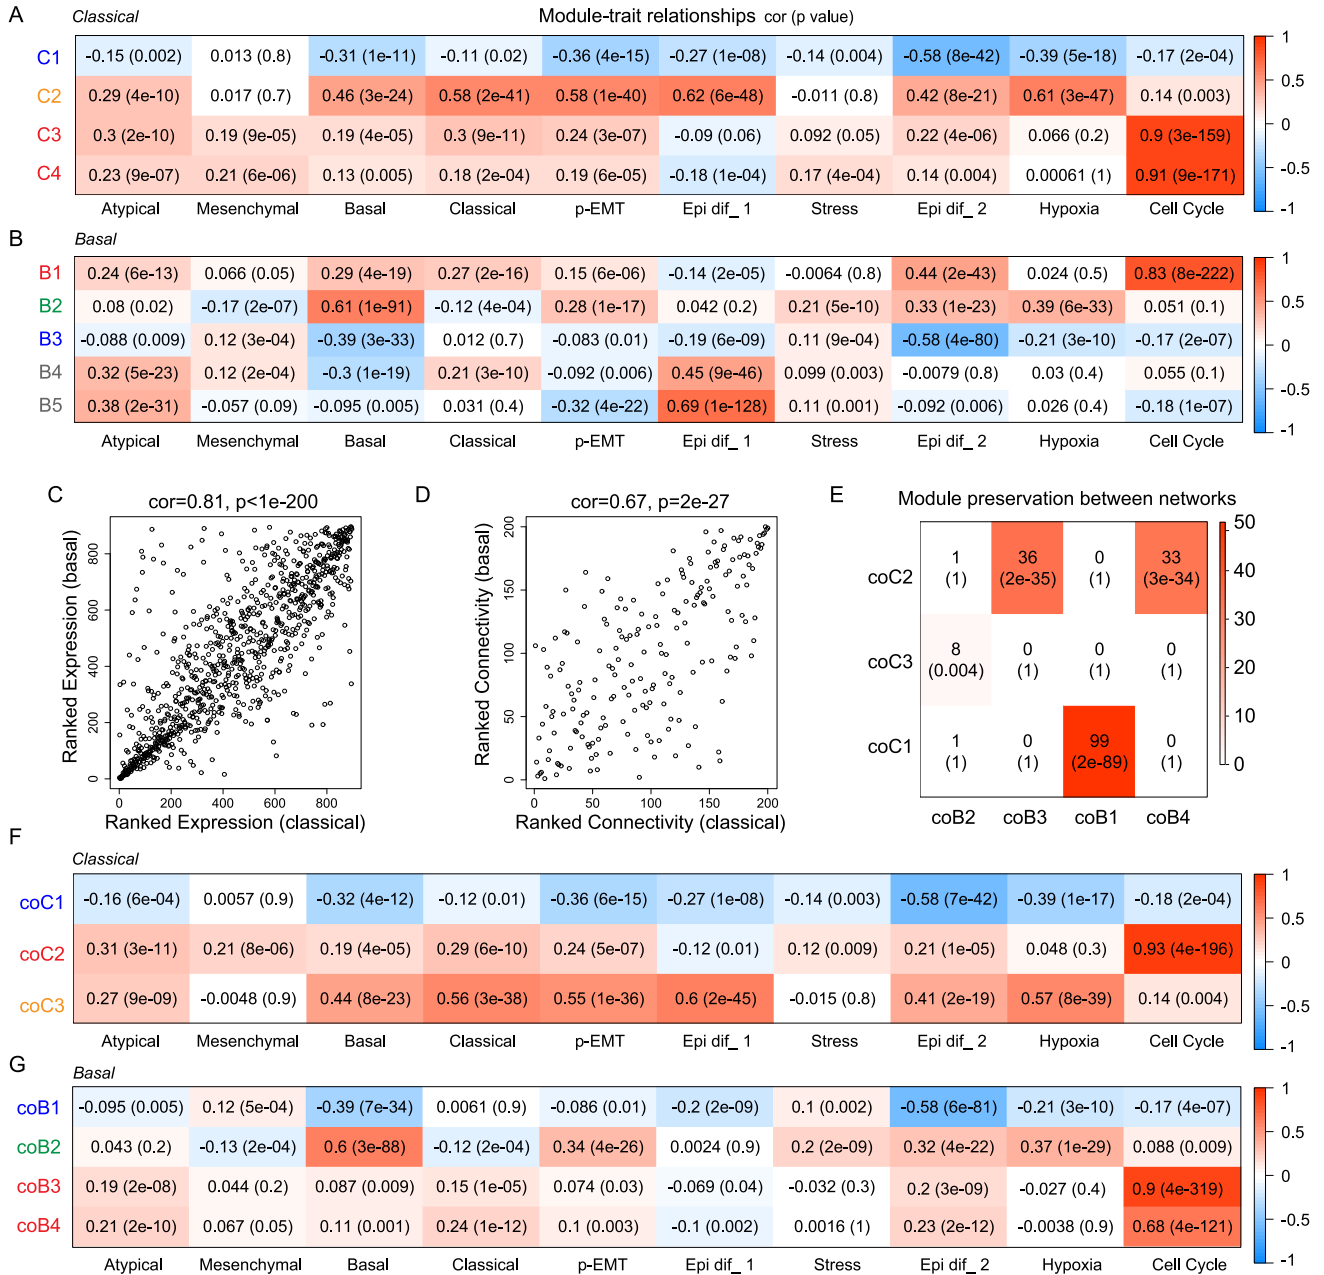 A
Classical
Module-trait relationships cor (p value)
C1 -0.15 (0.002) 0.013 (0.8) -0.31 (1e-11) -0.11 (0.02) -0.36 (4e-15) -0.27 (1e-08) -0.14 (0.004) -0.58 (8e-42) -0.39 (5e-18) -0.17 (2e-04)
C2 0.29 (4e-10) 0.017 (0.7) 0.46 (3e-24) 0.58 (2e-41) 0.58 (1e-40) 0.62 (6e-48) -0.011 (0.8) 0.42 (8e-21) 0.61 (3e-47) 0.14 (0.003)
C3 0.3 (2e-10) 0.19 (9e-05) 0.19 (4e-05) 0.3 (9e-11) 0.24 (3e-07) -0.09 (0.06) 0.092 (0.05) 0.22 (4e-06) 0.066 (0.2) 0.9 (3e-159)
C4 0.23 (9e-07) 0.21 (6e-06) 0.13 (0.005) 0.18 (2e-04) 0.19 (6e-05) -0.18 (1e-04) 0.17 (4e-04) 0.14 (0.004) 0.00061 (1) 0.91 (9e-171)
Atypical Mesenchymal Basal Classical p-EMT Epi dif_ 1 Stress Epi dif_ 2 Hypoxia Cell Cycle
1
0.5
0
-0.5
-1
B
Basal
B1 0.24 (6e-13) 0.066 (0.05) 0.29 (4e-19) 0.27 (2e-16) 0.15 (6e-06) -0.14 (2e-05) -0.0064 (0.8) 0.44 (2e-43) 0.024 (0.5) 0.83 (8e-222)
B2 0.08 (0.02) -0.17 (2e-07) 0.61 (1e-91) -0.12 (4e-04) 0.28 (1e-17) 0.042 (0.2) 0.21 (5e-10) 0.33 (1e-23) 0.39 (6e-33) 0.051 (0.1)
B3 -0.088 (0.009) 0.12 (3e-04) -0.39 (3e-33) 0.012 (0.7) -0.083 (0.01) -0.19 (6e-09) 0.11 (9e-04) -0.58 (4e-80) -0.21 (3e-10) -0.17 (2e-07)
B4 0.32 (5e-23) 0.12 (2e-04) -0.3 (1e-19) 0.21 (3e-10) -0.092 (0.006) 0.45 (9e-46) 0.099 (0.003) -0.0079 (0.8) 0.03 (0.4) 0.055 (0.1)
B5 0.38 (2e-31) -0.057 (0.09) -0.095 (0.005) 0.031 (0.4) -0.32 (4e-22) 0.69 (1e-128) 0.11 (0.001) -0.092 (0.006) 0.026 (0.4) -0.18 (1e-07)
Atypical Mesenchymal Basal Classical p-EMT Epi dif_ 1 Stress Epi dif_ 2 Hypoxia Cell Cycle
1
0.5
0
-0.5
-1
C
cor=0.81, p<1e-200
Ranked Expression (basal)
800
600
400
200
0
0 200 400 600 800
Ranked Expression (classical)
D
cor=0.67, p=2e-27
Ranked Connectivity (basal)
200
150
100
50
0
0 50 100 150 200
Ranked Connectivity (classical)
E
Module preservation between networks
coC2 1 (1) 36 (2e-35) 0 (1) 33 (3e-34)
coC3 8 (0.004) 0 (1) 0 (1) 0 (1)
coC1 1 (1) 0 (1) 99 (2e-89) 0 (1)
coB2 coB3 coB1 coB4
50
40
30
20
10
0
F
Classical
coC1 -0.16 (6e-04) 0.0057 (0.9) -0.32 (4e-12) -0.12 (0.01) -0.36 (6e-15) -0.27 (1e-08) -0.14 (0.003) -0.58 (7e-42) -0.39 (1e-17) -0.18 (2e-04)
coC2 0.31 (3e-11) 0.21 (8e-06) 0.19 (4e-05) 0.29 (6e-10) 0.24 (5e-07) -0.12 (0.01) 0.12 (0.009) 0.21 (1e-05) 0.048 (0.3) 0.93 (4e-196)
coC3 0.27 (9e-09) -0.0048 (0.9) 0.44 (8e-23) 0.56 (3e-38) 0.55 (1e-36) 0.6 (2e-45) -0.015 (0.8) 0.41 (2e-19) 0.57 (8e-39) 0.14 (0.004)
Atypical Mesenchymal Basal Classical p-EMT Epi dif_ 1 Stress Epi dif_ 2 Hypoxia Cell Cycle
1
0.5
0
-0.5
-1
G
Basal
coB1 -0.095 (0.005) 0.12 (5e-04) -0.39 (7e-34) 0.0061 (0.9) -0.086 (0.01) -0.2 (2e-09) 0.1 (0.002) -0.58 (6e-81) -0.21 (3e-10) -0.17 (4e-07)
coB2 0.043 (0.2) -0.13 (2e-04) 0.6 (3e-88) -0.12 (2e-04) 0.34 (4e-26) 0.0024 (0.9) 0.2 (2e-09) 0.32 (4e-22) 0.37 (1e-29) 0.088 (0.009)
coB3 0.19 (2e-08) 0.044 (0.2) 0.087 (0.009) 0.15 (1e-05) 0.074 (0.03) -0.069 (0.04) -0.032 (0.3) 0.2 (3e-09) -0.027 (0.4) 0.9 (4e-319)
coB4 0.21 (2e-10) 0.067 (0.05) 0.11 (0.001) 0.24 (1e-12) 0.1 (0.003) -0.1 (0.002) 0.0016 (1) 0.23 (2e-12) -0.0038 (0.9) 0.68 (4e-121)
Atypical Mesenchymal Basal Classical p-EMT Epi dif_ 1 Stress Epi dif_ 2 Hypoxia Cell Cycle
1
0.5
0
-0.5
-1